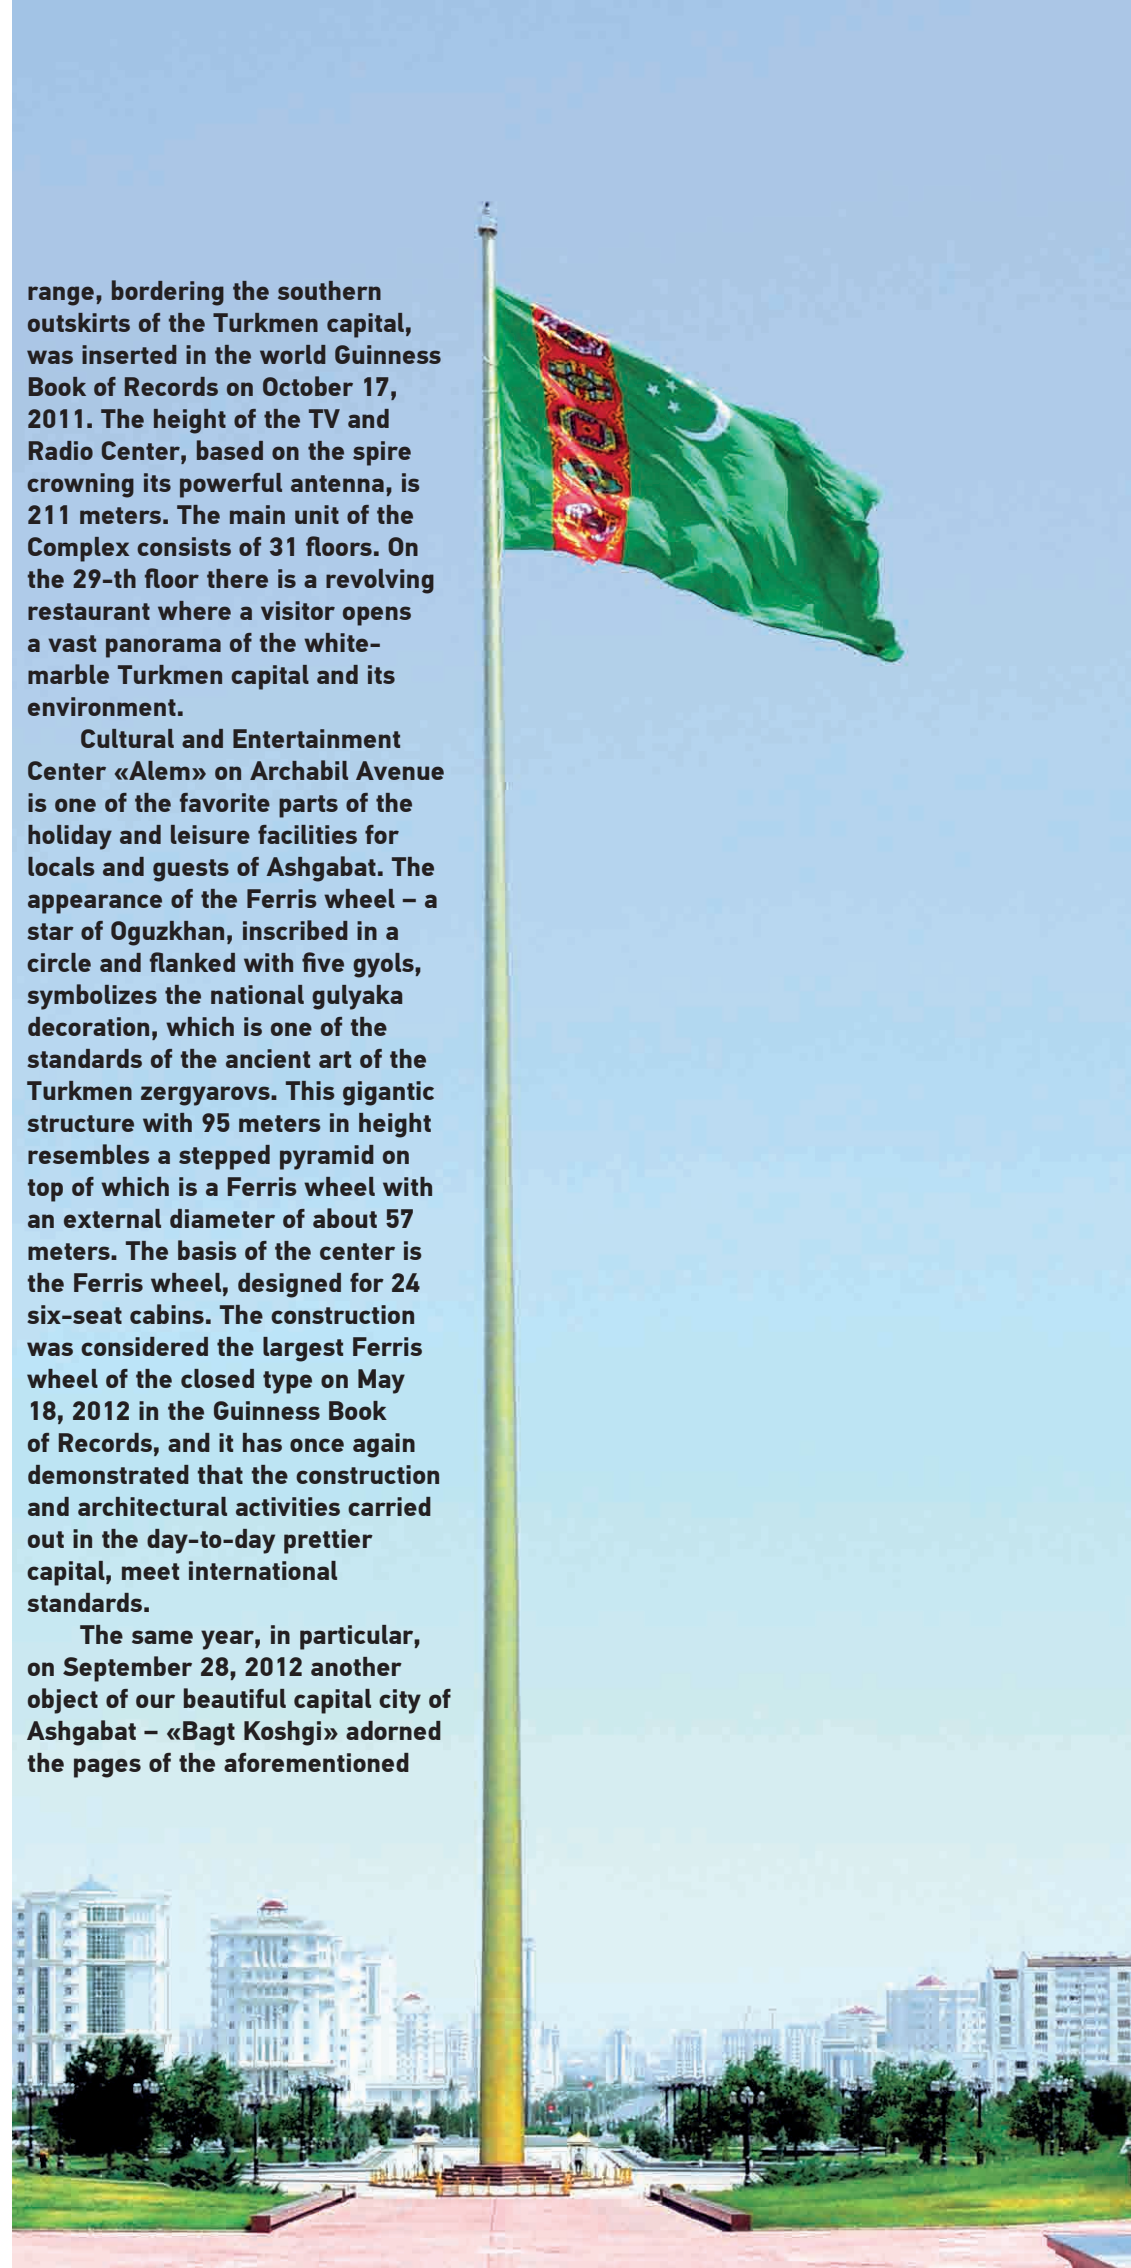 range, bordering the southern
outskirts of the Turkmen capital,
was inserted in the world Guinness
Book of Records on October 17,
2011. The height of the TV and
Radio Center, based on the spire
crowning its powerful antenna, is
211 meters. The main unit of the
Complex consists of 31 floors. On
the 29-th floor there is a revolving
restaurant where a visitor opens
a vast panorama of the white-
marble Turkmen capital and its
environment.
Cultural and Entertainment
Center «Alem» on Archabil Avenue
is one of the favorite parts of the
holiday and leisure facilities for
locals and guests of Ashgabat. The
appearance of the Ferris wheel – a
star of Oguzkhan, inscribed in a
circle and flanked with five gyols,
symbolizes the national gulyaka
decoration, which is one of the
standards of the ancient art of the
Turkmen zergyarovs. This gigantic
structure with 95 meters in height
resembles a stepped pyramid on
top of which is a Ferris wheel with
an external diameter of about 57
meters. The basis of the center is
the Ferris wheel, designed for 24
six-seat cabins. The construction
was considered the largest Ferris
wheel of the closed type on May
18, 2012 in the Guinness Book
of Records, and it has once again
demonstrated that the construction
and architectural activities carried
out in the day-to-day prettier
capital, meet international
standards.
The same year, in particular,
on September 28, 2012 another
object of our beautiful capital city of
Ashgabat – «Bagt Koshgi» adorned
the pages of the aforementioned